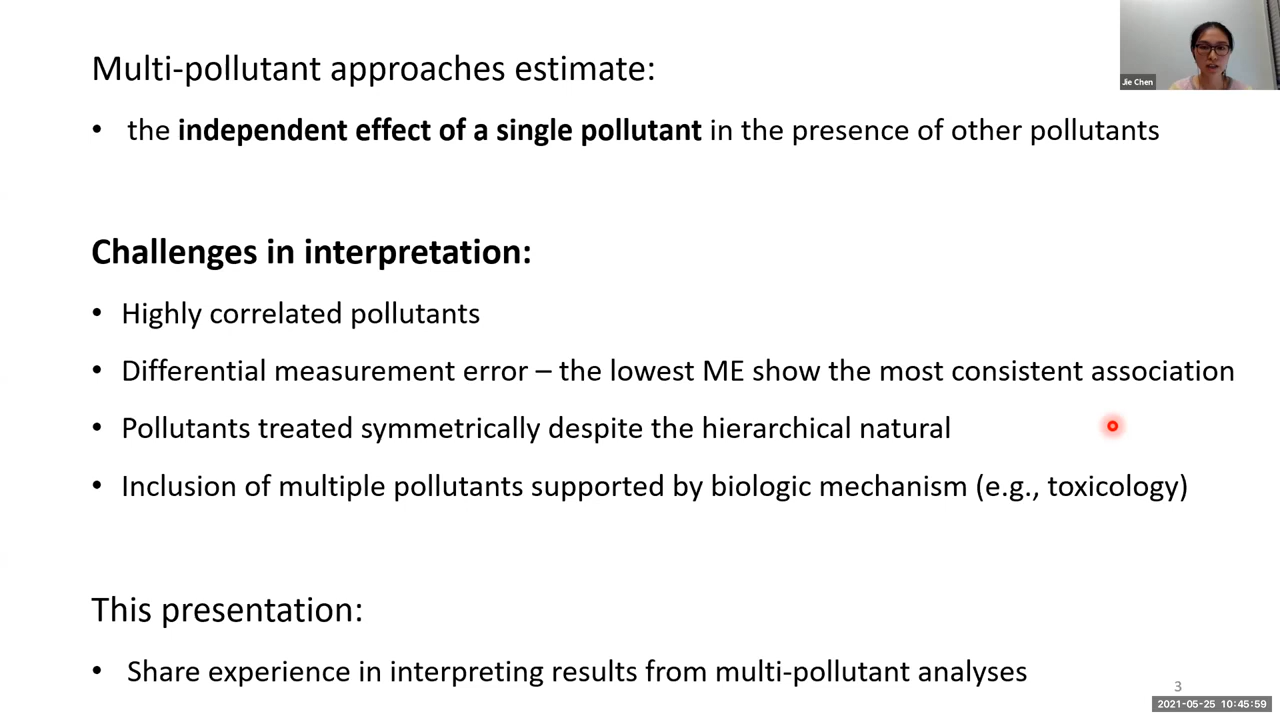 Multi-pollutant approaches estimate:
• the independent effect of a single pollutant in the presence of other pollutants
Challenges in interpretation:
• Highly correlated pollutants
• Differential measurement error – the lowest ME show the most consistent association
• Pollutants treated symmetrically despite the hierarchical natural
• Inclusion of multiple pollutants supported by biologic mechanism (e.g., toxicology)
This presentation:
• Share experience in interpreting results from multi-pollutant analyses
Jie Chen
3
2021-05-25 10:45:59